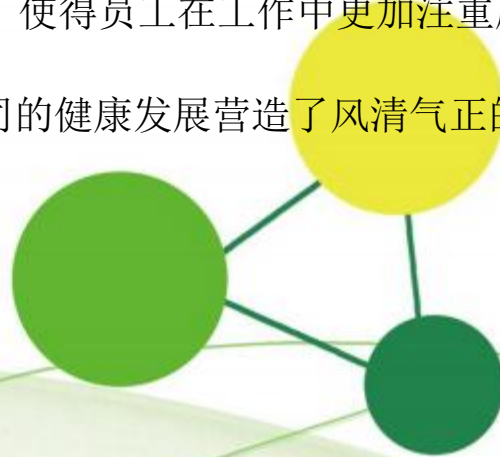 使得员工在工作中更加注重
的健康发展营造了风清气正的